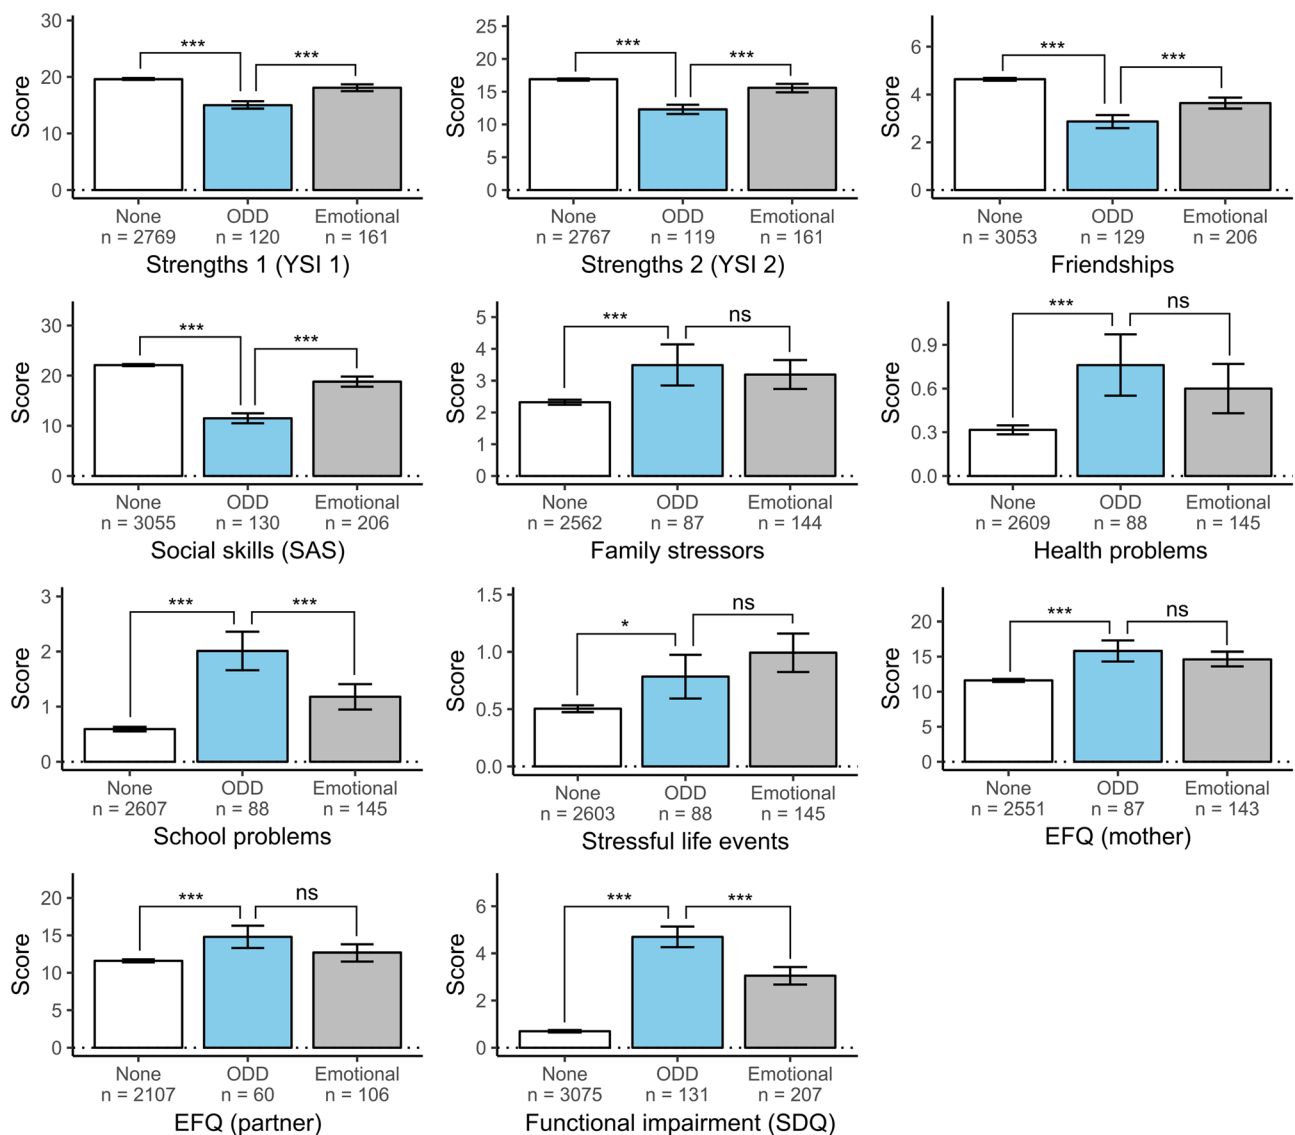 30
20
10
0
Score
***
***
None
ODD
Emotional
n = 2769
n = 120
n = 161
Strengths 1 (YSI 1)
25
20
15
10
5
0
Score
***
***
None
ODD
Emotional
n = 2767
n = 119
n = 161
Strengths 2 (YSI 2)
6
4
2
0
Score
***
***
None
ODD
Emotional
n = 3053
n = 129
n = 206
Friendships
30
20
10
0
Score
***
***
None
ODD
Emotional
n = 3055
n = 130
n = 206
Social skills (SAS)
5
4
3
2
1
0
Score
***
ns
None
ODD
Emotional
n = 2562
n = 87
n = 144
Family stressors
0.9
0.6
0.3
0.0
Score
***
ns
None
ODD
Emotional
n = 2609
n = 88
n = 145
Health problems
3
2
1
0
Score
***
***
None
ODD
Emotional
n = 2607
n = 88
n = 145
School problems
1.5
1.0
0.5
0.0
Score
*
ns
None
ODD
Emotional
n = 2603
n = 88
n = 145
Stressful life events
20
15
10
5
0
Score
***
ns
None
ODD
Emotional
n = 2551
n = 87
n = 143
EFQ (mother)
20
15
10
5
0
Score
***
ns
None
ODD
Emotional
n = 2107
n = 60
n = 106
EFQ (partner)
6
4
2
0
Score
***
***
None
ODD
Emotional
n = 3075
n = 131
n = 207
Functional impairment (SDQ)